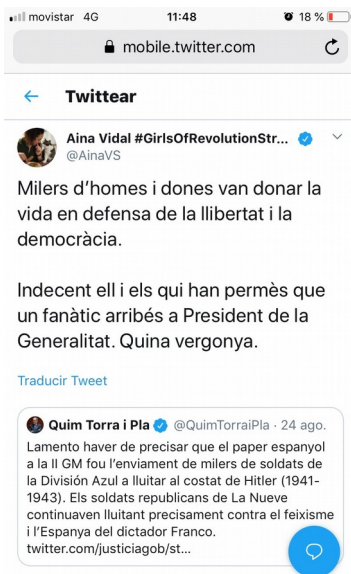 movistar 4G 11:48 18 %
mobile.twitter.com
Twittear
Aina Vidal #GirlsOfRevolutionStr...
@AinaVS
Milers d'homes i dones van donar la
vida en defensa de la llibertat i la
democràcia.
Indecent ell i els qui han permès que
un fanàtic arribés a President de la
Generalitat. Quina vergonya.
Traducir Tweet
Quim Torra i Pla @QuimTorraiPla · 24 ago.
Lamento haver de precisar que el paper espanyol
a la II GM fou l'enviament de milers de soldats de
la División Azul a lluitar al costat de Hitler (1941-
1943). Els soldats republicans de La Nueve
continuaven lluitant precisament contra el feixisme
i l'Espanya del dictador Franco.
twitter.com/justiciagob/st...